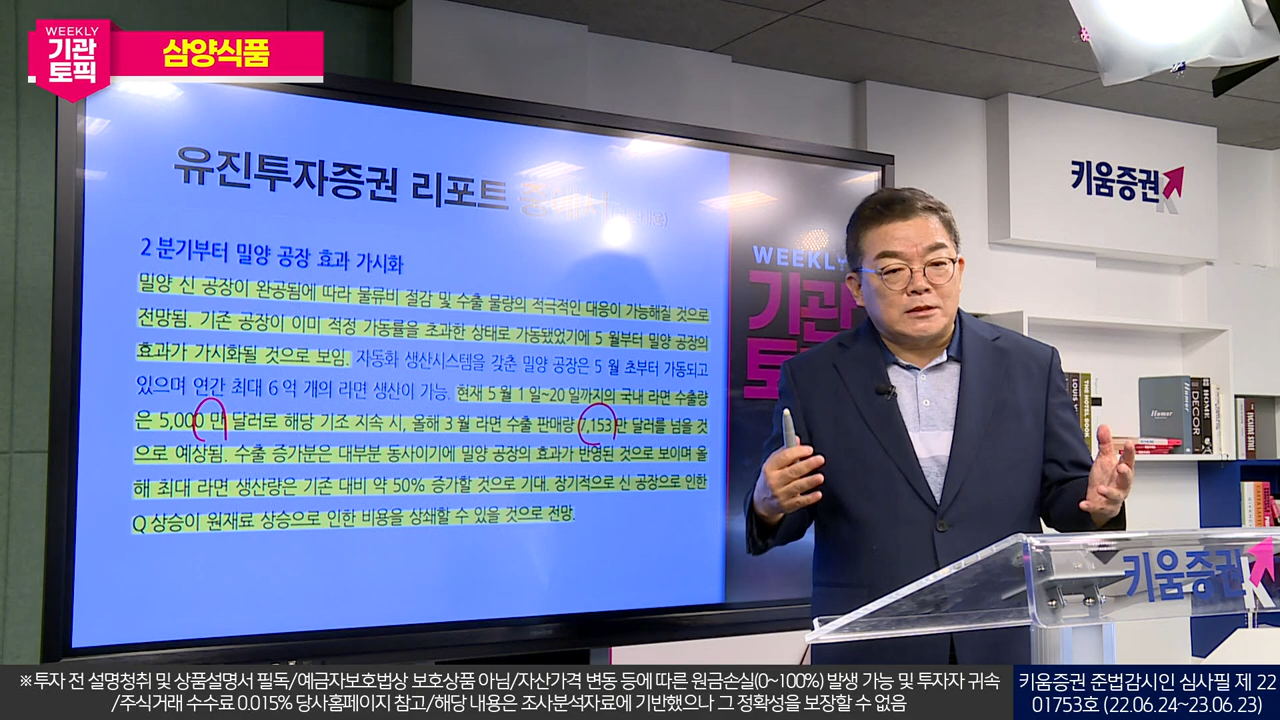 WEEKLY
기관
토픽
삼양식품
유진투자증권 리포트
2 분기부터 밀양 공장 효과 가시화
밀양 신 공장이 완공됨에 따라 물류비 절감 및 수출 물량의 적극적인 대응이 가능해질 것으로
전망됨. 기존 공장이 이미 적정 가동률을 초과한 상태로 가동됐었기에 5 월부터 밀양 공장의
효과가 가시화될 것으로 보임. 자동화 생산시스템을 갖춘 밀양 공장은 5 월 초부터 가동되고
있으며 연간 최대 6 억 개의 라면 생산이 가능. 현재 5 월 1 일~20 일까지의 국내 라면 수출량
은 5,000 만 달러로 해당 기조 지속 시, 올해 3 월 라면 수출 판매량 7,153 만 달러를 넘을 것
으로 예상됨. 수출 증가분은 대부분 동사이기에 밀양 공장의 효과가 반영된 것으로 보이며 올
해 최대 라면 생산량은 기존 대비 약 50% 증가할 것으로 기대. 장기적으로 신 공장으로 인한
Q 상승이 원재료 상승으로 인한 비용을 상쇄할 수 있을 것으로 전망.
WEEKLY
기관
토
키움증권
Humor
DECOR
HOME
키움증권
※투자 전 설명청취 및 상품설명서 필독/예금자보호법상 보호상품 아님/자산가격 변동 등에 따른 원금손실(0~100%) 발생 가능 및 투자자 귀속
/주식거래 수수료 0.015% 당사홈페이지 참고/해당 내용은 조사분석자료에 기반했으나 그 정확성을 보장할 수 없음
키움증권 준법감시인 심사필 제 22
01753호 (22.06.24~23.06.23)